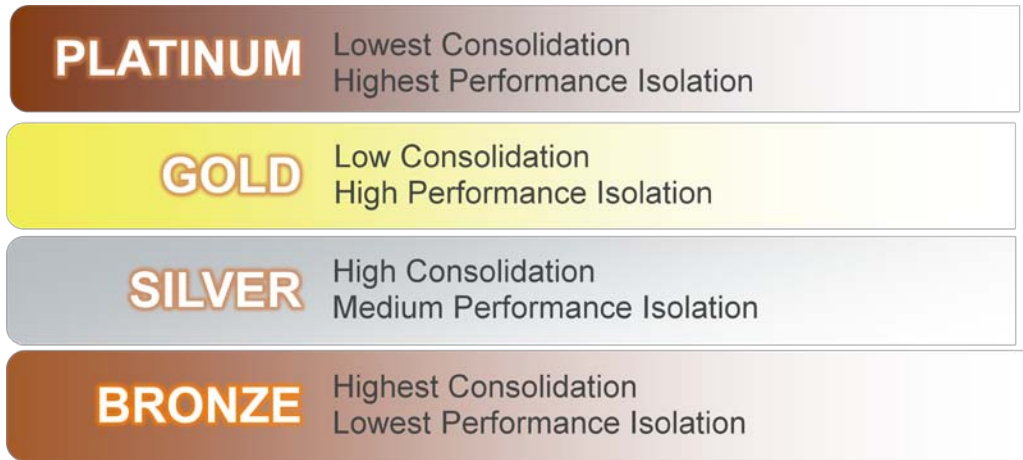 PLATINUM
Lowest Consolidation
Highest Performance Isolation
GOLD
Low Consolidation
High Performance Isolation
SILVER
High Consolidation
Medium Performance Isolation
BRONZE
Highest Consolidation
Lowest Performance Isolation